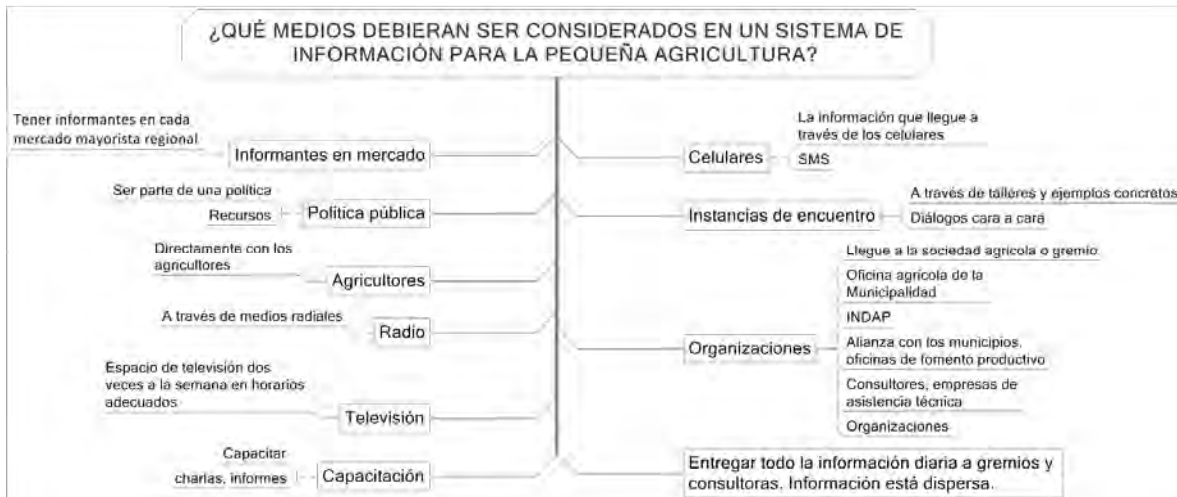 ¿QUÉ MEDIOS DEBIERAN SER CONSIDERADOS EN UN SISTEMA DE
INFORMACIÓN PARA LA PEQUEÑA AGRICULTURA?
Tener informantes en cada
mercado mayorista regional
Informantes en mercado
Ser parte de una política
Recursos
Política pública
Directamente con los
agricultores
Agricultores
A través de medios radiales
Radio
Espacio de televisión dos
veces a la semana en horarios
adecuados
Televisión
Capacitar
charlas, informes
Capacitación
La información que llegue a
través de los celulares
Celulares
SMS
A través de talleres y ejemplos concretos
Instancias de encuentro
Diálogos cara a cara
Llegue a la sociedad agrícola o gremio
Oficina agrícola de la
Municipalidad
INDAP
Organizaciones
Alianza con los municipios,
oficinas de fomento productivo
Consultores, empresas de
asistencia técnica
Organizaciones
Entregar todo la información diaria a gremios y
consultoras. Información está dispersa.